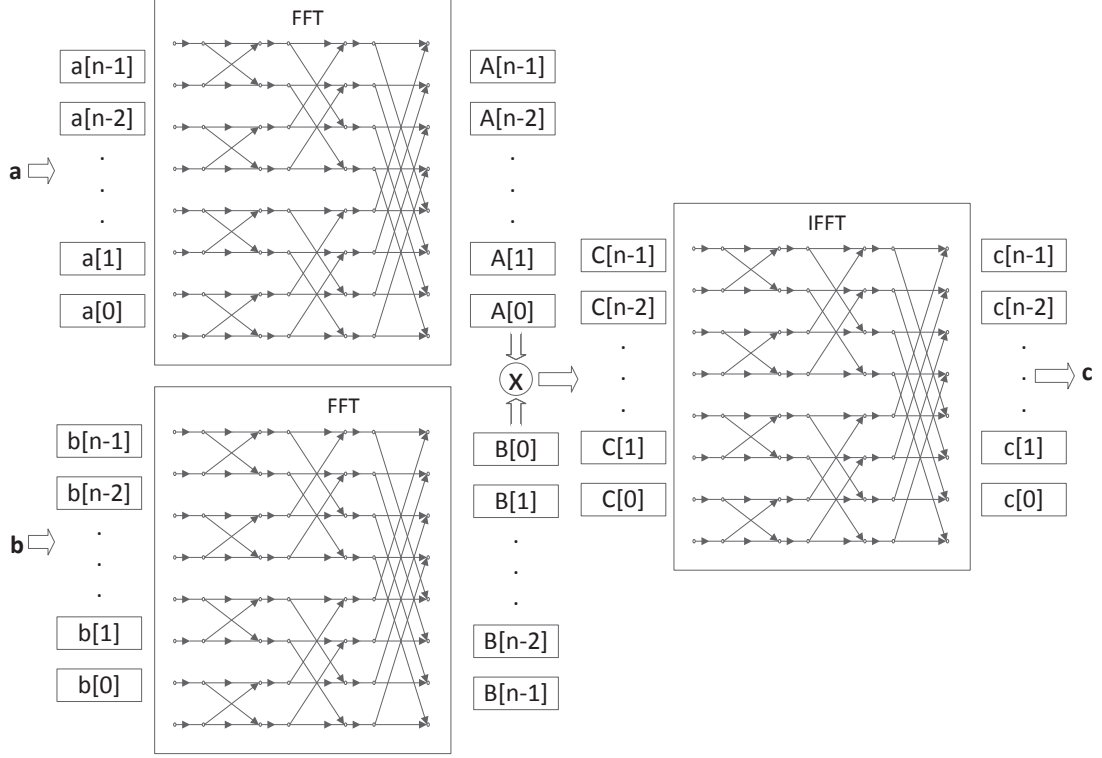 FFT
a[n-1]
a[n-2]
.
.
.
a[1]
a[0]
a
A[n-1]
A[n-2]
.
.
.
A[1]
A[0]
X
FFT
b[n-1]
b[n-2]
.
.
.
b[1]
b[0]
b
B[0]
B[1]
.
.
.
B[n-2]
B[n-1]
C[n-1]
C[n-2]
.
.
.
C[1]
C[0]
IFFT
c[n-1]
c[n-2]
.
.
.
c[1]
c[0]
c